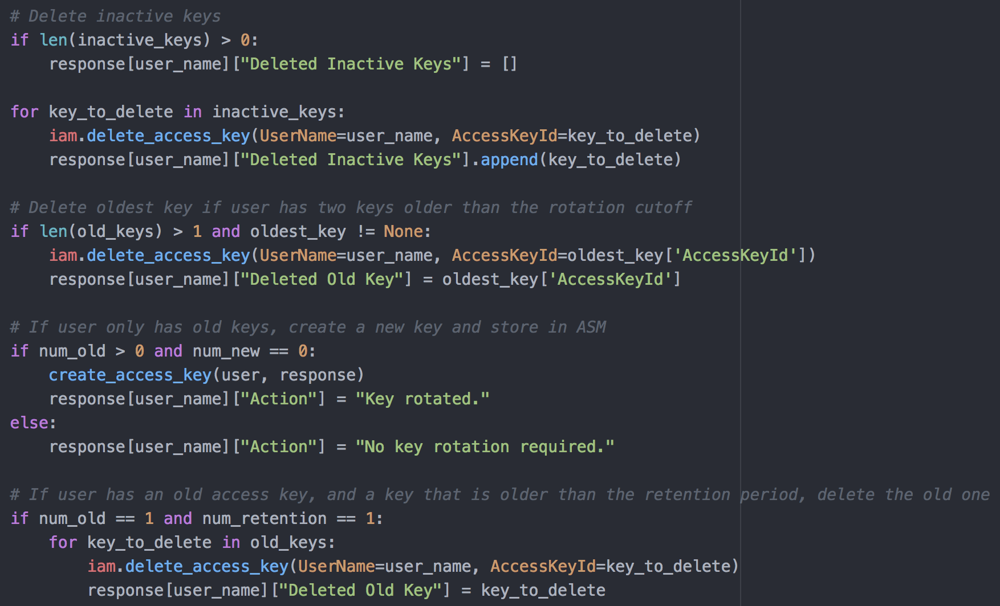 # Delete inactive keys
if len(inactive_keys) > 0:
    response[user_name]["Deleted Inactive Keys"] = []

for key_to_delete in inactive_keys:
    iam.delete_access_key(UserName=user_name, AccessKeyId=key_to_delete)
    response[user_name]["Deleted Inactive Keys"].append(key_to_delete)

# Delete oldest key if user has two keys older than the rotation cutoff
if len(old_keys) > 1 and oldest_key != None:
    iam.delete_access_key(UserName=user_name, AccessKeyId=oldest_key['AccessKeyId'])
    response[user_name]["Deleted Old Key"] = oldest_key['AccessKeyId']

# If user only has old keys, create a new key and store in ASM
if num_old > 0 and num_new == 0:
    create_access_key(user, response)
    response[user_name]["Action"] = "Key rotated."
else:
    response[user_name]["Action"] = "No key rotation required."

# If user has an old access key, and a key that is older than the retention period, delete the old one
if num_old == 1 and num_retention == 1:
    for key_to_delete in old_keys:
        iam.delete_access_key(UserName=user_name, AccessKeyId=key_to_delete)
        response[user_name]["Deleted Old Key"] = key_to_delete